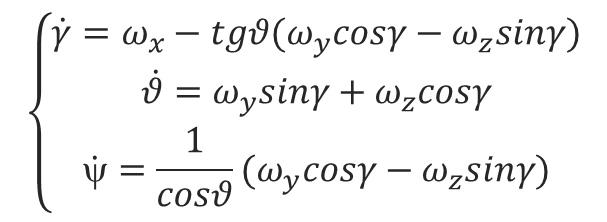 γ̇ = ω_x − tgϑ(ω_y cosγ − ω_z sinγ)
ϑ̇ = ω_y sinγ + ω_z cosγ
ψ̇ = 1/cosϑ (ω_y cosγ − ω_z sinγ)